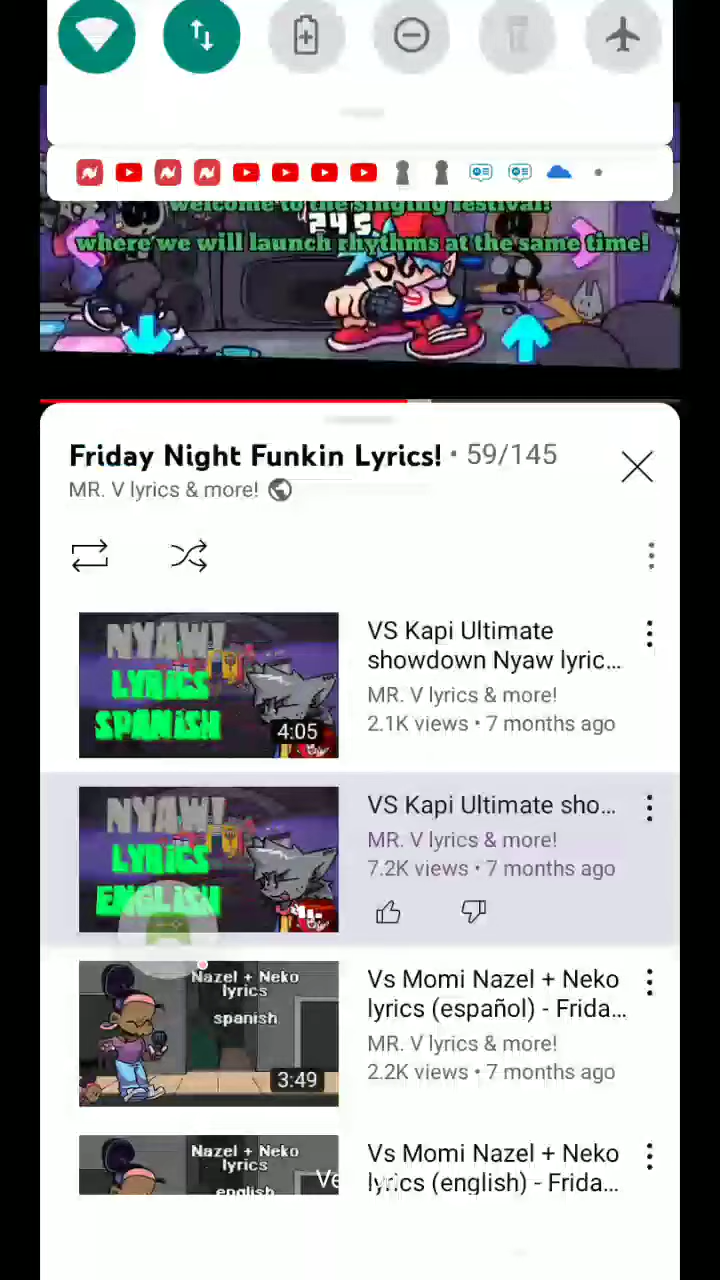 welcome to the singing festival!
245
where we will launch rhythms at the same time!
Friday Night Funkin Lyrics! • 59/145
MR. V lyrics & more!
NYAW!
LYRICS
SPANISH
4:05
VS Kapi Ultimate
showdown Nyaw lyric...
MR. V lyrics & more!
2.1K views • 7 months ago
NYAW!
LYRICS
ENGLISH
VS Kapi Ultimate sho...
MR. V lyrics & more!
7.2K views • 7 months ago
Nazel + Neko
lyrics
spanish
3:49
Vs Momi Nazel + Neko
lyrics (español) - Frida...
MR. V lyrics & more!
2.2K views • 7 months ago
Nazel + Neko
lyrics
english
Vs Momi Nazel + Neko
lyrics (english) - Frida...